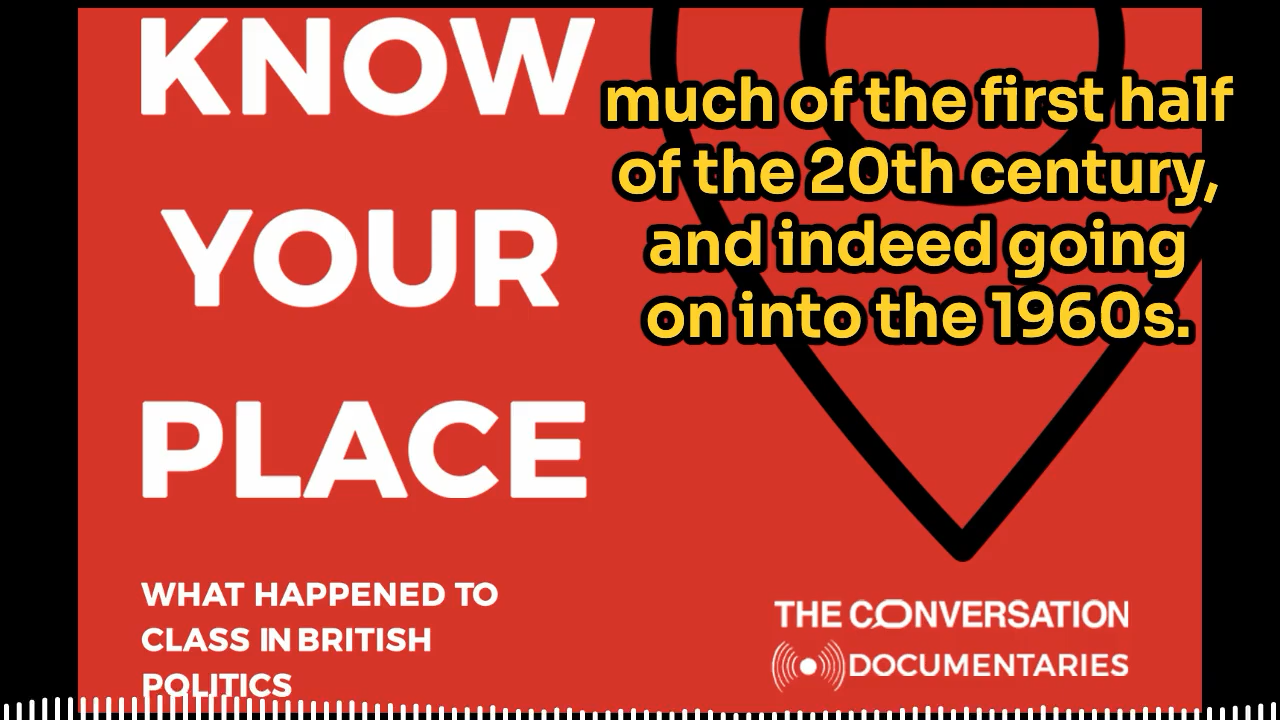 KNOW
YOUR
PLACE
much of the first half
of the 20th century,
and indeed going
on into the 1960s.
WHAT HAPPENED TO
CLASS IN BRITISH
POLITICS
THE CONVERSATION
DOCUMENTARIES